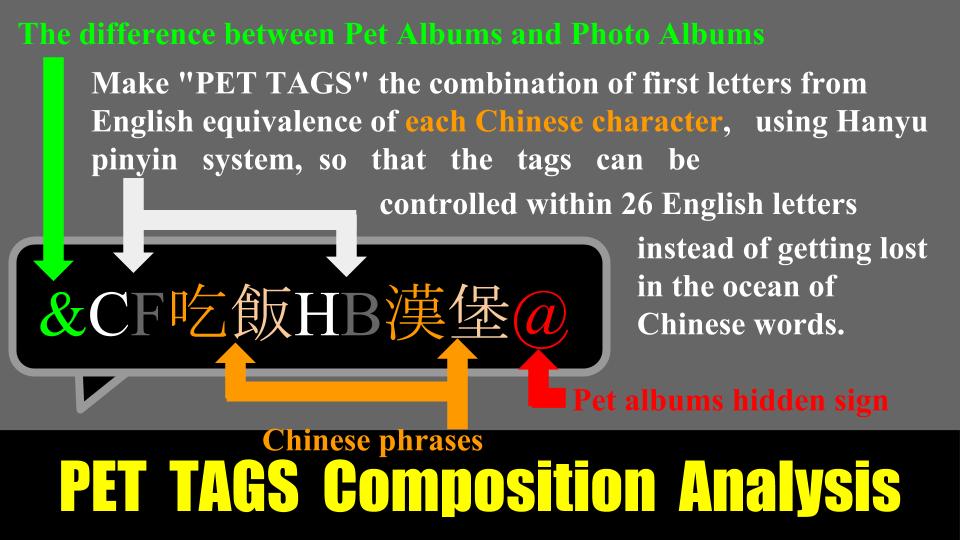 The difference between Pet Albums and Photo Albums
Make "PET TAGS" the combination of first letters from
English equivalence of each Chinese character, using Hanyu
pinyin system, so that the tags can be
controlled within 26 English letters
instead of getting lost
in the ocean of
Chinese words.
&CF吃飯HB漢堡@
Pet albums hidden sign
Chinese phrases
PET TAGS Composition Analysis